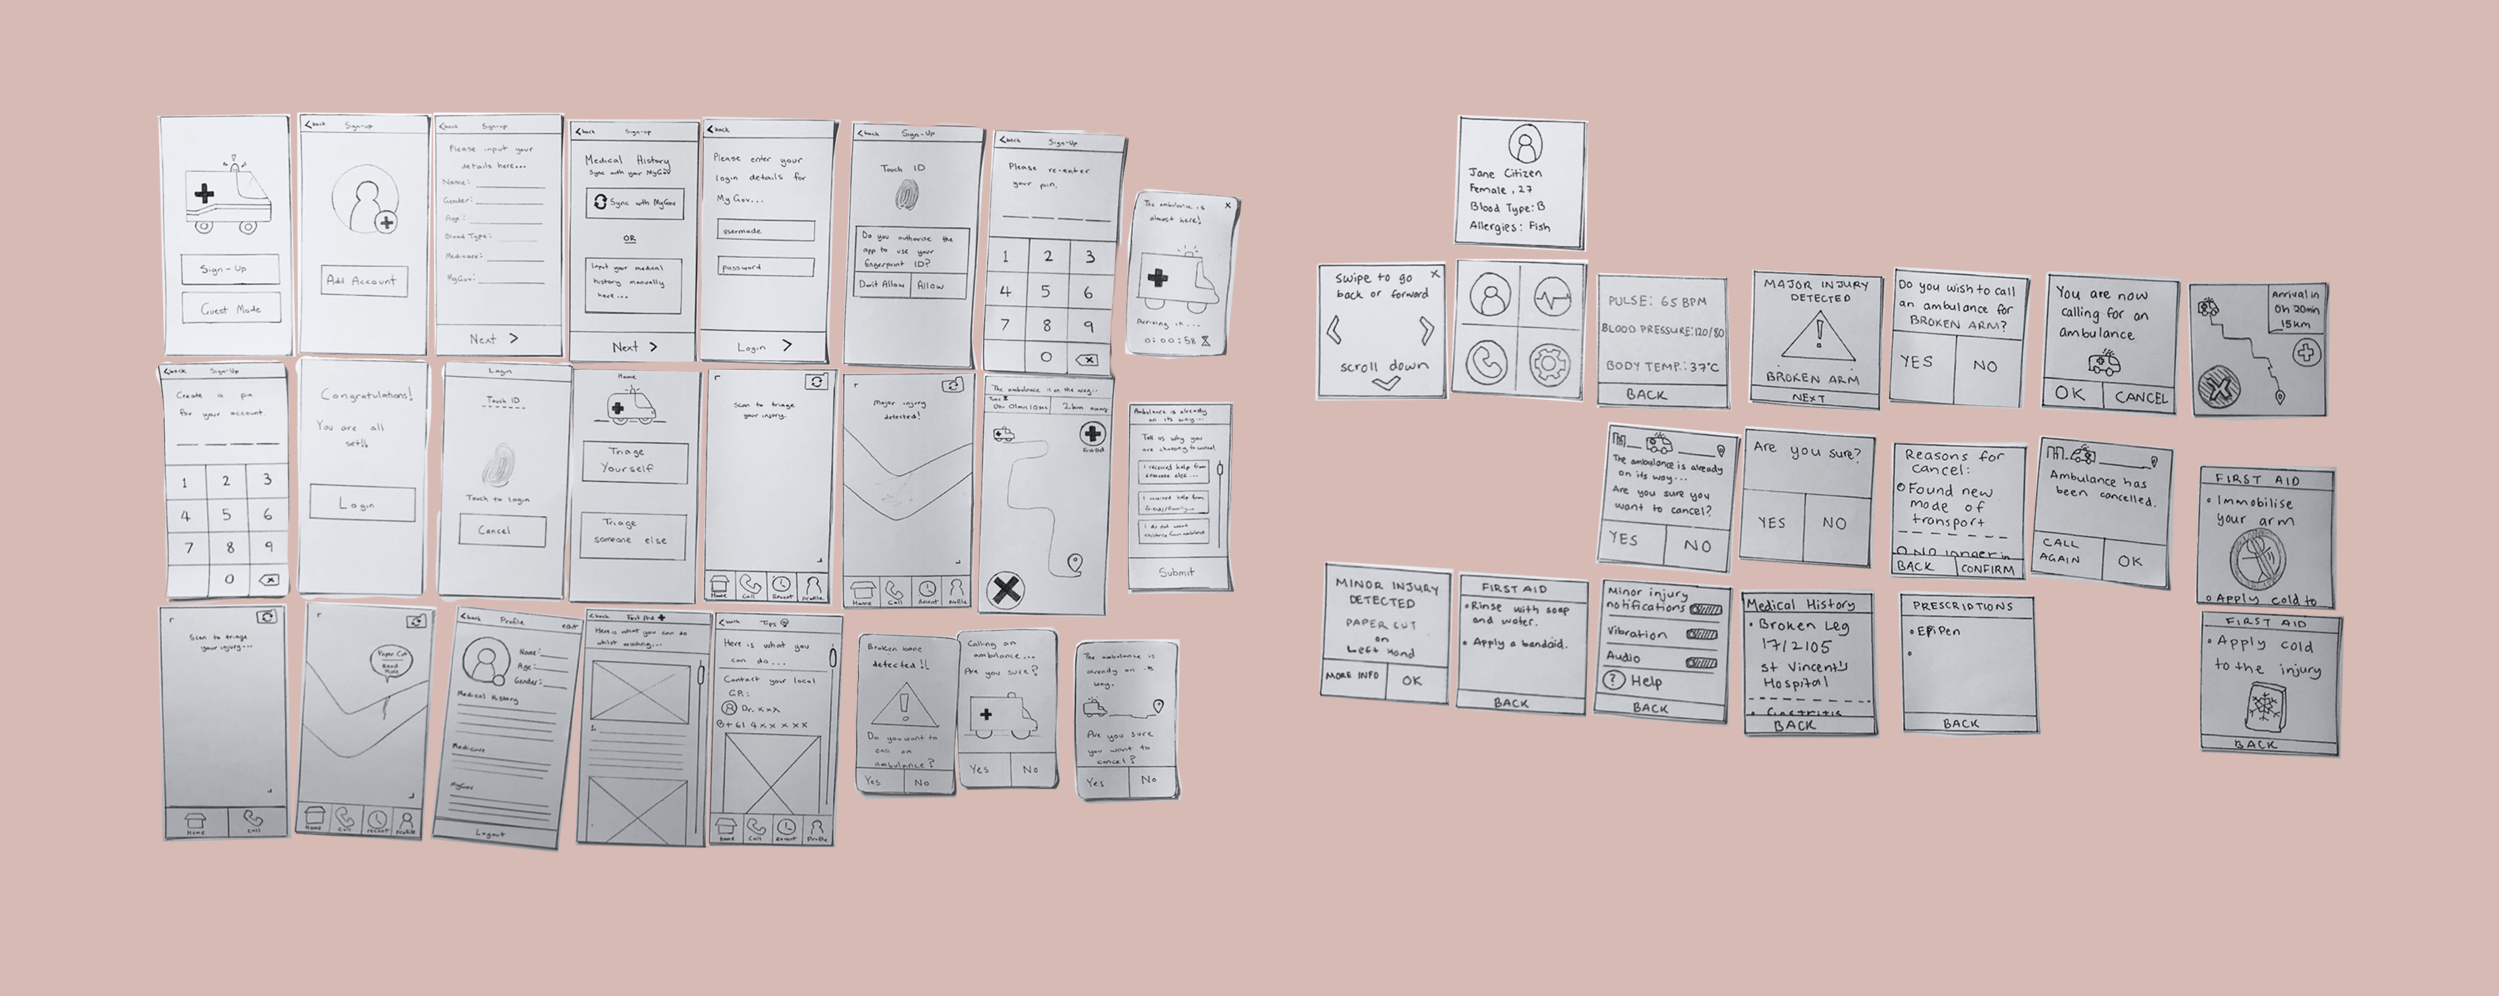 Sign-Up
Guest Mode
< back Sign-up
Add Account
< back Sign-up
Please input your
details here...
Name:
Gender:
Age:
Blood Type:
Medicare:
MyGov:
Next >
< back Sign-up
Medical History
Sync with your MyGov
Sync with MyGov
OR
Input your medical
history manually
here...
Next >
< back
Please enter your
login details for
MyGov...
password
Login >
< back Sign-Up
Touch ID
Do you authorise the
app to use your
fingerprint ID?
Don't Allow Allow
< back Sign-Up
Please re-enter
your pin.
1 2 3
4 5 6
7 8 9
0
The ambulance is
almost here!
X
Arriving in...
0:00:58
< back Sign-Up
Create a pin
for your account.
1 2 3
4 5 6
7 8 9
0
Congratulations!
You are all
set!!
Login
Login
Touch ID
Touch to login
Cancel
Home
Triage
Yourself
Triage
someone else
Scan to triage
your injury.
Home Call Recent Profile
Major injury
detected!
Home Call Recent Profile
The ambulance is on the way...
2km away
First Aid
Ambulance is already
on its way...
Tell us why you
are choosing to cancel
I received help from
someone else...
I received help from
friends/family...
I do not want
assistance from ambulance
Submit
Scan to triage
your injury...
Home Call
Paper Cut
Read
More
Home Call recent Profile
< back Profile edit
Name:
Age:
Gender:
Medical History
Medicare
MyGov
Logout
< back First Aid
Here is what you can do
whilst waiting...
1.
< back Tips
Here is what you
can do...
Contact your local
G.P.:
Dr. xxx
+61 4xxxxxx
Home Call Recent Profile
Broken bone
detected!!
Do you want to
call an
ambulance?
Yes No
Calling an
ambulance...
Are you sure?
Yes No
The ambulance is
already on its
way.
Are you sure
you want to
cancel?
Yes No
Jane Citizen
Female, 27
Blood Type: B
Allergies: Fish
Swipe to go X
back or forward
scroll down
PULSE: 65 BPM
BLOOD PRESSURE: 120/80
BODY TEMP.: 37°C
BACK
MAJOR INJURY
DETECTED
BROKEN ARM
NEXT
Do you wish to call
an ambulance for
BROKEN ARM?
YES NO
You are now
calling for an
ambulance
OK CANCEL
Arrival in
0h 20min
15km
The ambulance is already
on its way...
Are you sure you
want to cancel?
YES NO
Are you sure?
YES NO
Reasons for
Cancel:
Found new
mode of
transport
No longer in
BACK CONFIRM
Ambulance has
been cancelled.
CALL
AGAIN
OK
FIRST AID
• Immobilise
your arm
Apply cold to
MINOR INJURY
DETECTED
PAPER CUT
on
Left Hand
MORE INFO OK
FIRST AID
• Rinse with soap
and water.
• Apply a bandaid.
BACK
Minor injury
notifications
Vibration
Audio
? Help
BACK
Medical History
• Broken Leg
17/2105
St Vincent's
Hospital
• Gastritis
BACK
PRESCRIPTIONS
• EpiPen
•
BACK
FIRST AID
• Apply cold
to the injury
BACK